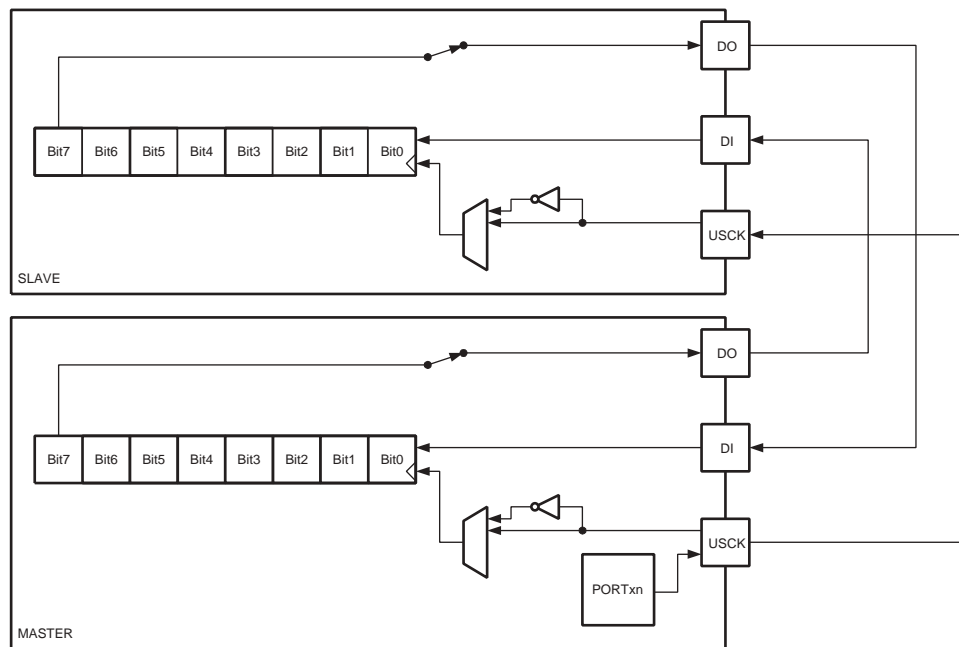 DO
Bit7 Bit6 Bit5 Bit4 Bit3 Bit2 Bit1 Bit0
DI
USCK
SLAVE
DO
Bit7 Bit6 Bit5 Bit4 Bit3 Bit2 Bit1 Bit0
DI
USCK
PORTxn
MASTER